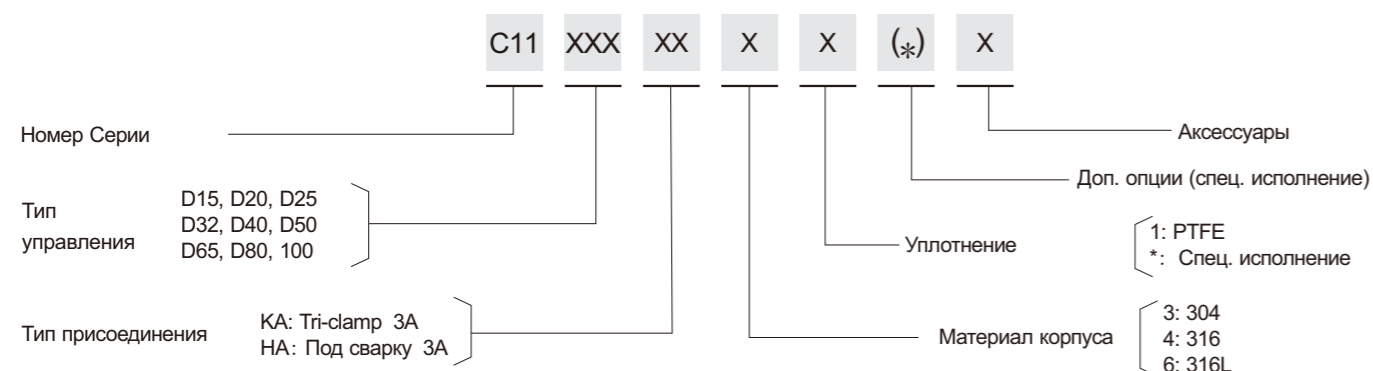 C11 XXX XX X X (*) X
Номер Серии
Аксессуары
Доп. опции (спец. исполнение)
Тип
управления
D15, D20, D25
D32, D40, D50
D65, D80, 100
Уплотнение
1: PTFE
*: Спец. исполнение
Тип присоединения
KA: Tri-clamp 3A
HA: Под сварку 3A
Материал корпуса
3: 304
4: 316
6: 316L